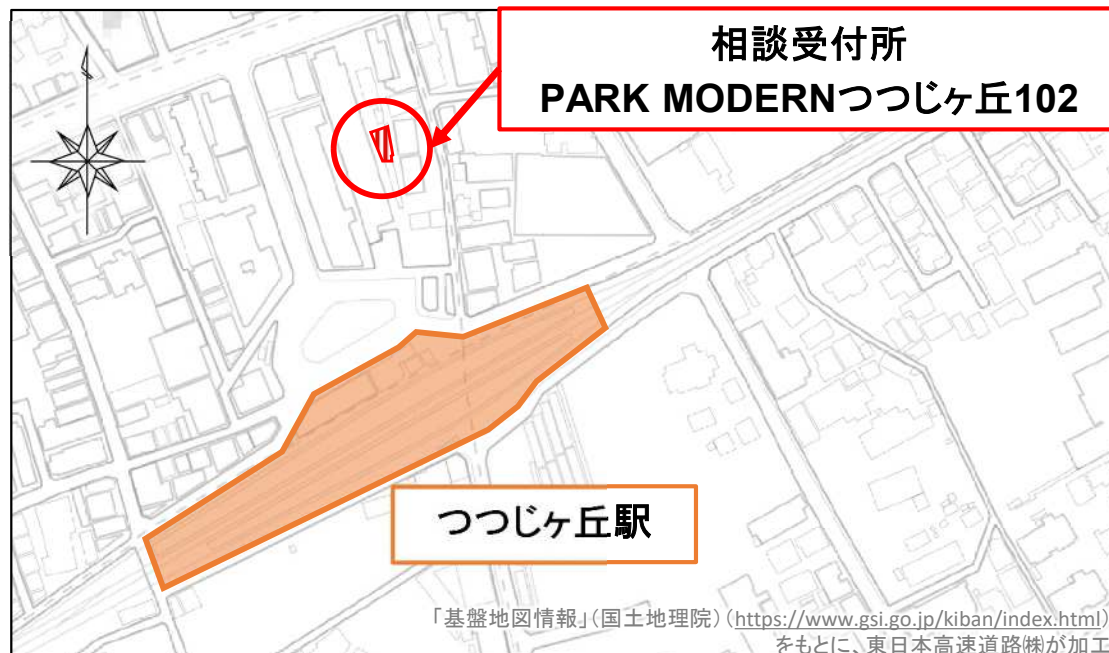 相談受付所
PARK MODERNつつじヶ丘102
つつじヶ丘駅
「基盤地図情報」(国土地理院)(https://www.gsi.go.jp/kiban/index.html)
をもとに、東日本高速道路㈱が加工